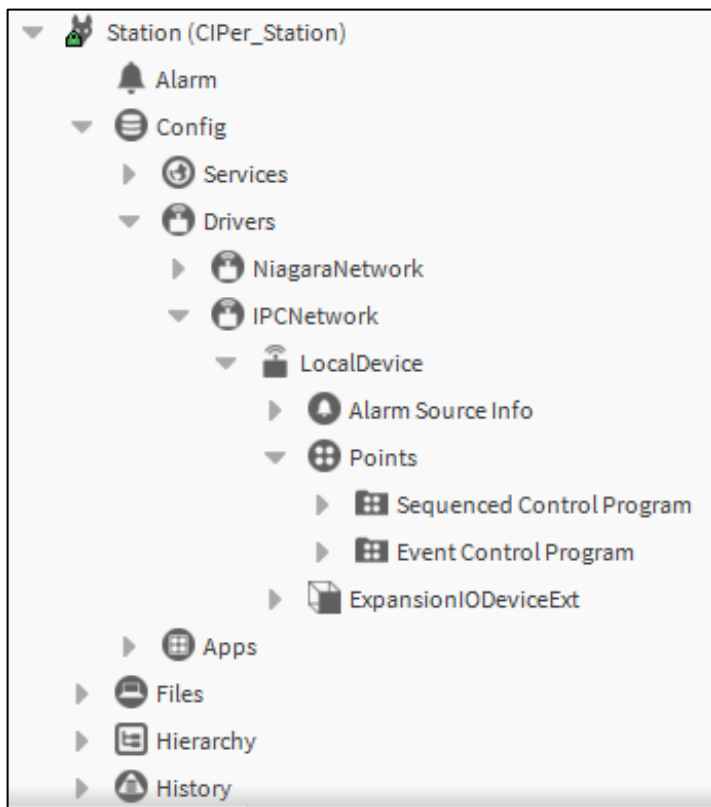 Station (CIPer_Station)
Alarm
Config
Services
Drivers
NiagaraNetwork
IPCNetwork
LocalDevice
Alarm Source Info
Points
Sequenced Control Program
Event Control Program
ExpansionIODeviceExt
Apps
Files
Hierarchy
History